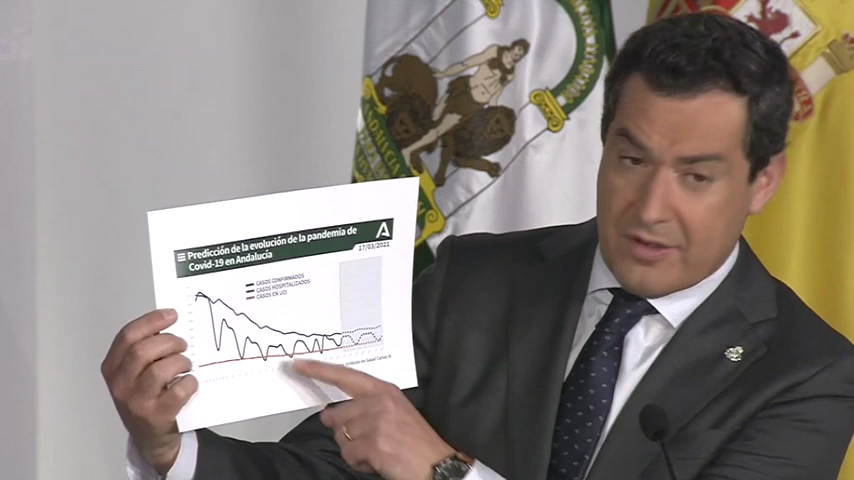 Predicción de la evolución de la pandemia de
Covid-19 en Andalucía
17/03/2021
CASOS CONFIRMADOS
CASOS HOSPITALIZADOS
CASOS EN UCI